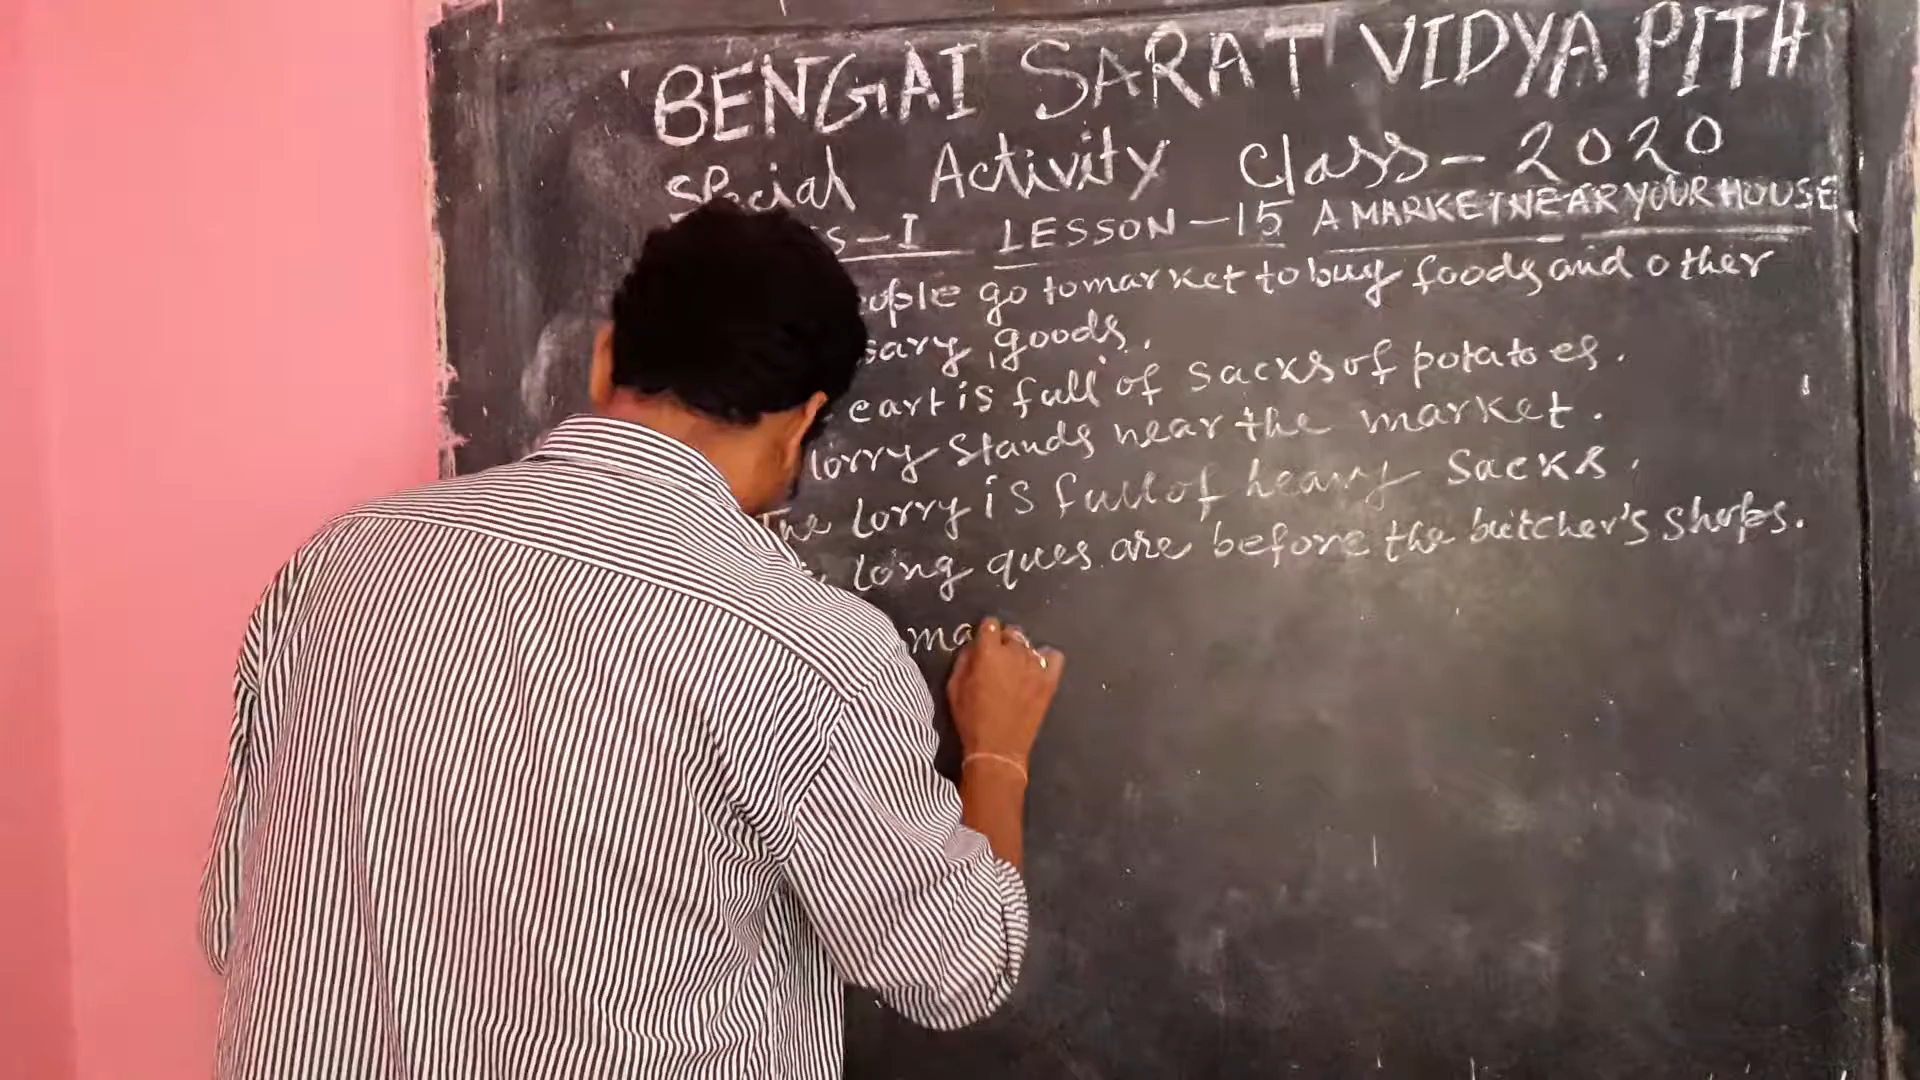 BENGAI SARAT VIDYAPITH
Special Activity Class - 2020
S-I LESSON-15 A MARKET NEAR YOUR HOUSE
ople go to market to buy foods and other
sary goods.
cart is full of sacks of potatoes.
lorry stands near the market.
The lorry is full of heavy sacks.
long ques are before the butcher's shops.
ma